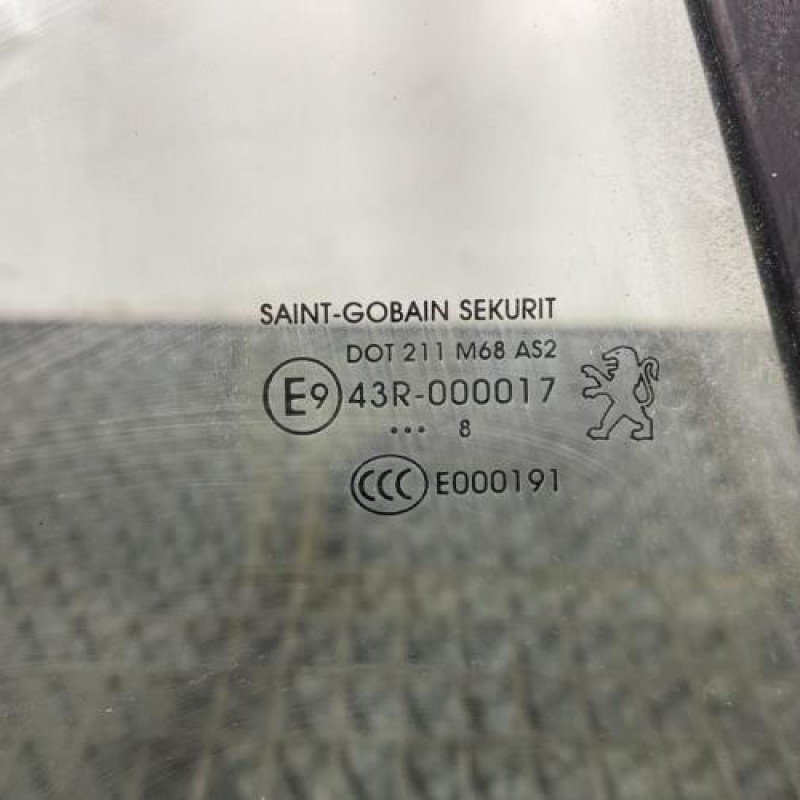 SAINT-GOBAIN SEKURIT
DOT 211 M68 AS2
E9 43R-000017
••• 8
CCC E000191